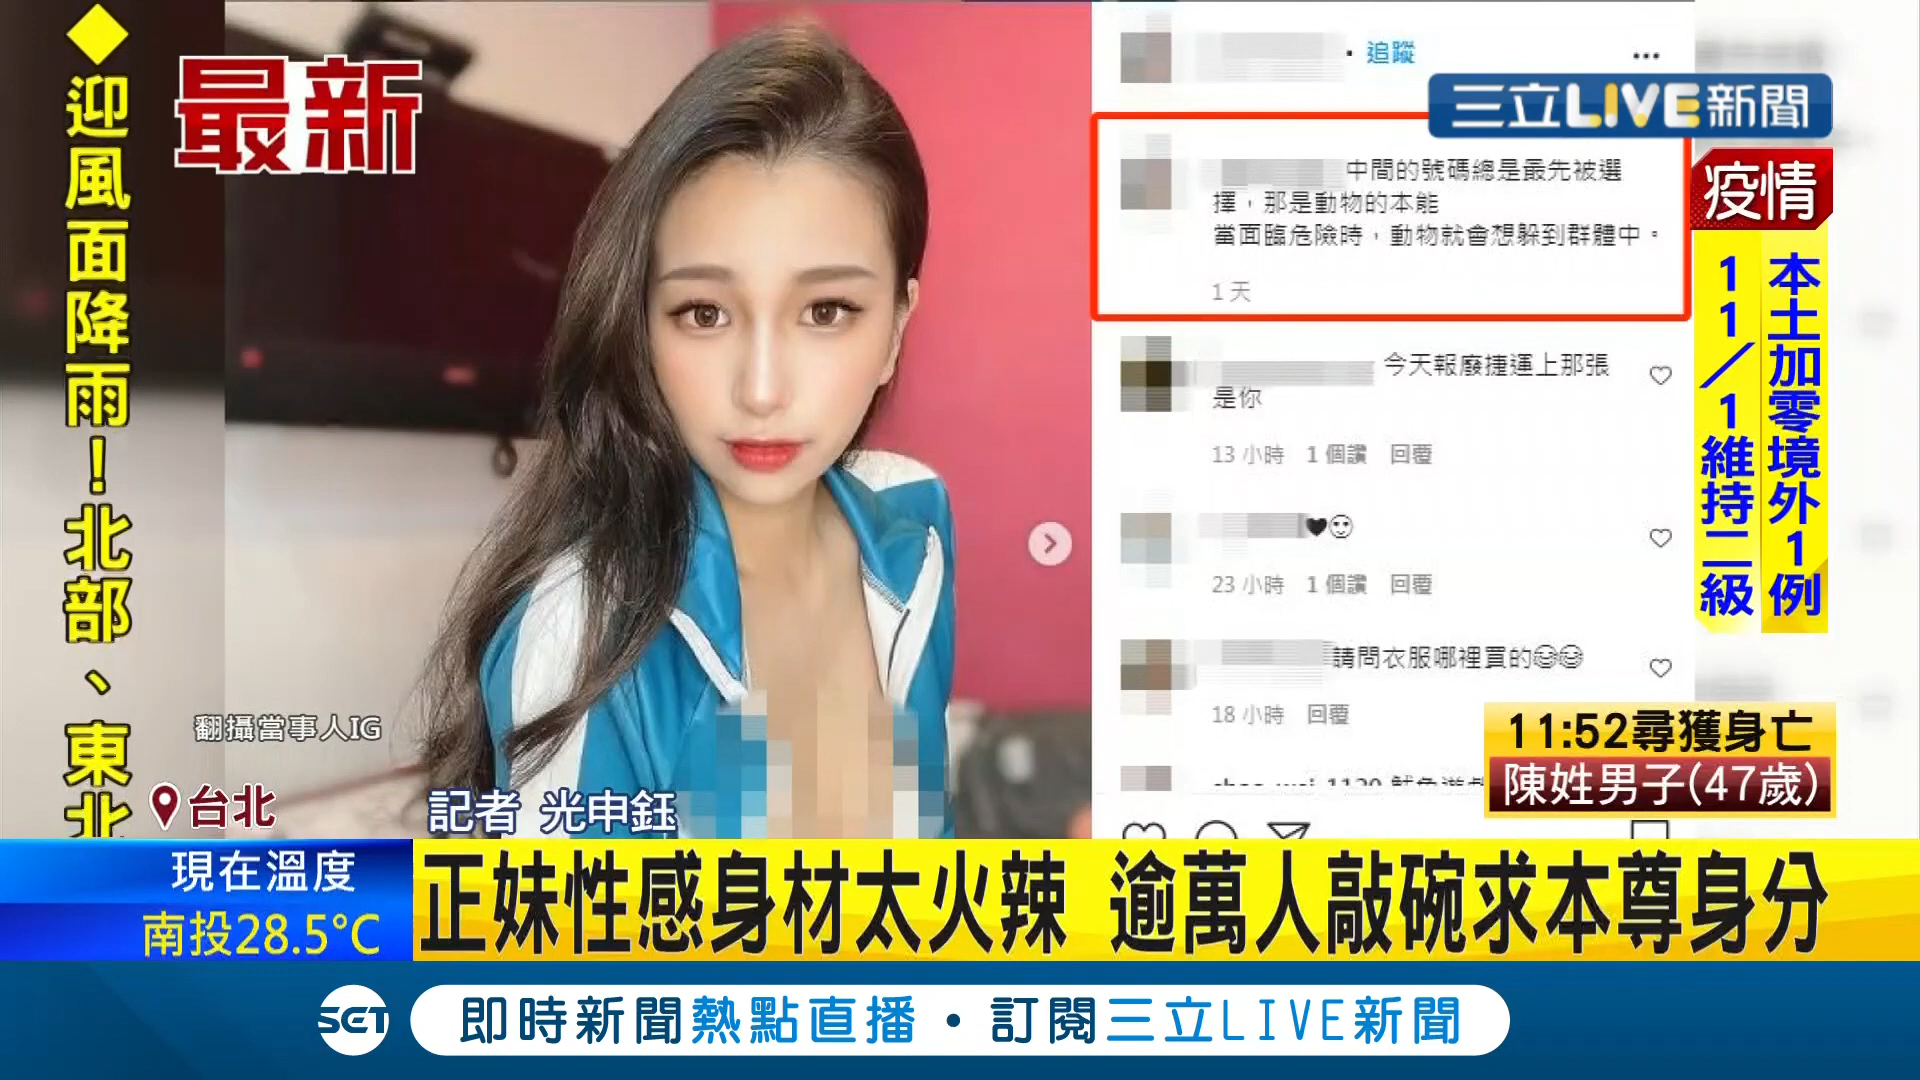 ◆迎風面降雨！北部、東北
最新
翻攝當事人IG
台北
記者 光申鈺
• 追蹤
中間的號碼總是最先被選
擇，那是動物的本能
當面臨危險時，動物就會想躲到群體中。
1 天
今天報廢捷運上那張
是你
13 小時 1 個讚 回覆
23 小時 1 個讚 回覆
請問衣服哪裡買的
18 小時 回覆
三立LIVE新聞
疫情
本土加零境外1例
11／1維持二級
11:52尋獲身亡
陳姓男子(47歲)
現在溫度
南投28.5°C
正妹性感身材太火辣 逾萬人敲碗求本尊身分
SET
即時新聞熱點直播・訂閱三立LIVE新聞